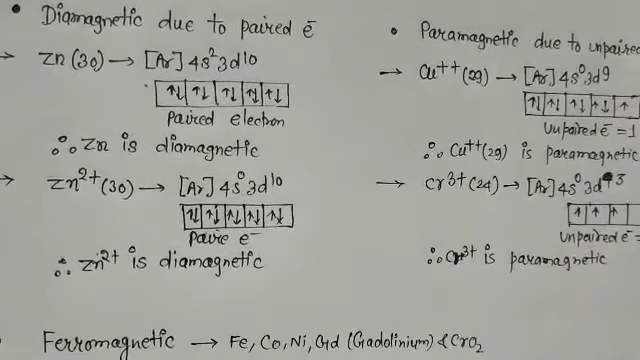 • Diamagnetic due to paired e̅
→ Zn(30) → [Ar] 4s² 3d¹⁰
↑↓ ↑↓ ↑↓ ↑↓ ↑↓
Paired electron
∴ Zn is diamagnetic
→ Zn²⁺(30) → [Ar] 4s⁰ 3d¹⁰
↑↓ ↑↓ ↑↓ ↑↓ ↑↓
Paire e⁻
∴ Zn²⁺ is diamagnetic
• Paramagnetic due to unpaired
→ Cu⁺⁺(29) → [Ar] 4s⁰ 3d⁹
↑↓ ↑↓ ↑↓ ↑↓ ↑
Unpaired e̅ = 1
∴ Cu⁺⁺(29) is paramagnetic
→ Cr³⁺(24) → [Ar] 4s⁰ 3d³
↑ ↑ ↑
Unpaired e̅ =
∴ Cr³⁺ is paramagnetic
Ferromagnetic → Fe, Co, Ni, Gd (Gadolinium) & CrO₂